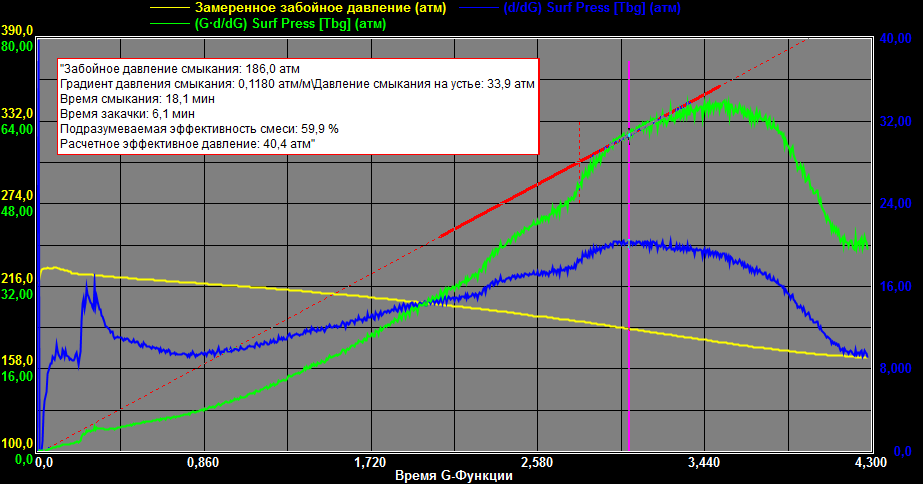 Замеренное забойное давление (атм)
(d/dG) Surf Press [Tbg] (атм)
(G·d/dG) Surf Press [Tbg] (атм)
390,0
80,00
40,00
"Забойное давление смыкания: 186,0 атм
Градиент давления смыкания: 0,1180 атм/м\Давление смыкания на устье: 33,9 атм
Время смыкания: 18,1 мин
Время закачки: 6,1 мин
Подразумеваемая эффективность смеси: 59,9 %
Расчетное эффективное давление: 40,4 атм"
332,0
64,00
32,00
274,0
48,00
24,00
216,0
32,00
16,00
158,0
16,00
8,000
100,0
0,0
0,0
0,0
0,860
1,720
2,580
3,440
4,300
Время G-Функции